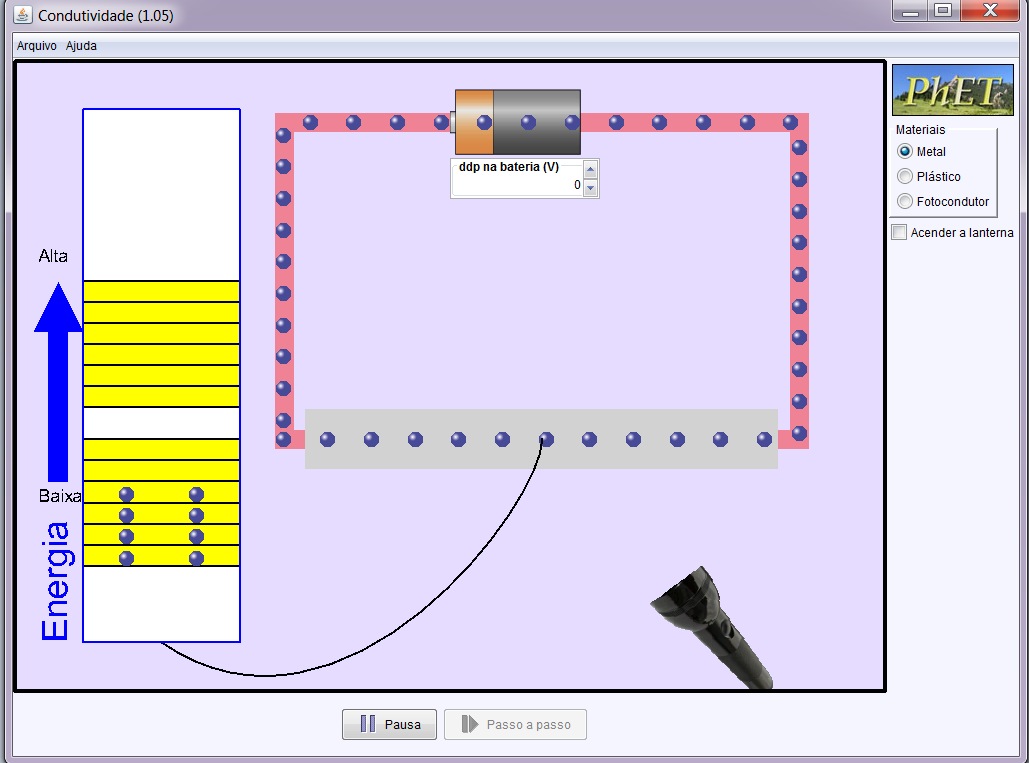 Condutividade (1.05)
Arquivo Ajuda
PhET
Materiais
Metal
Plástico
Fotocondutor
Acender a lanterna
ddp na bateria (V)
0
Alta
Baixa
Energia
Pausa
Passo a passo